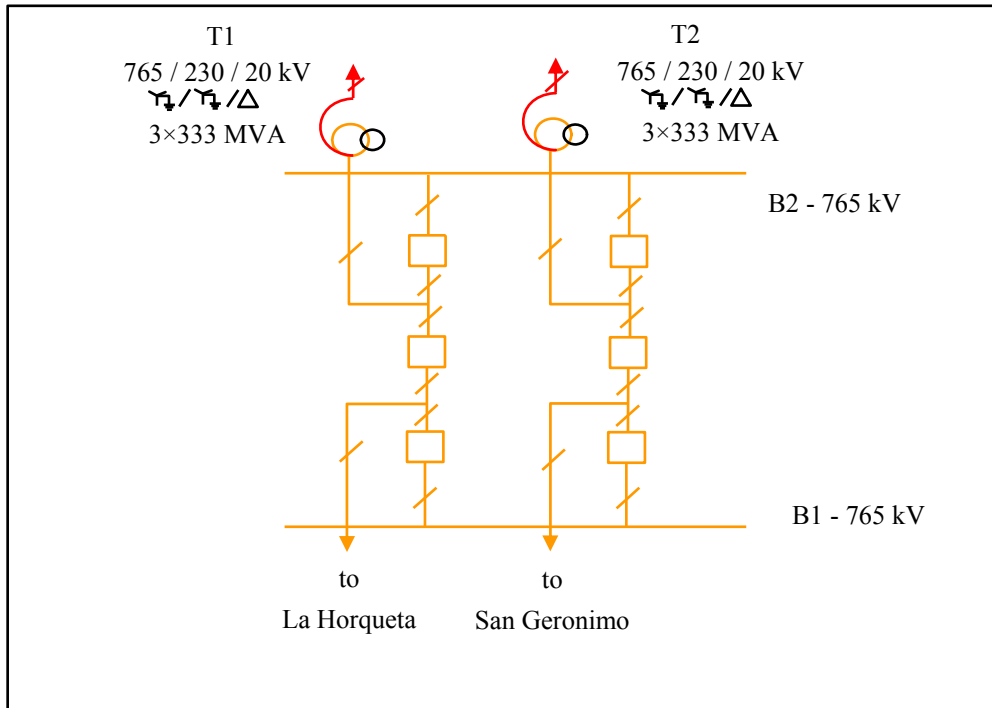 T1
765 / 230 / 20 kV
3×333 MVA
T2
765 / 230 / 20 kV
3×333 MVA
B2 - 765 kV
B1 - 765 kV
to
La Horqueta
to
San Geronimo